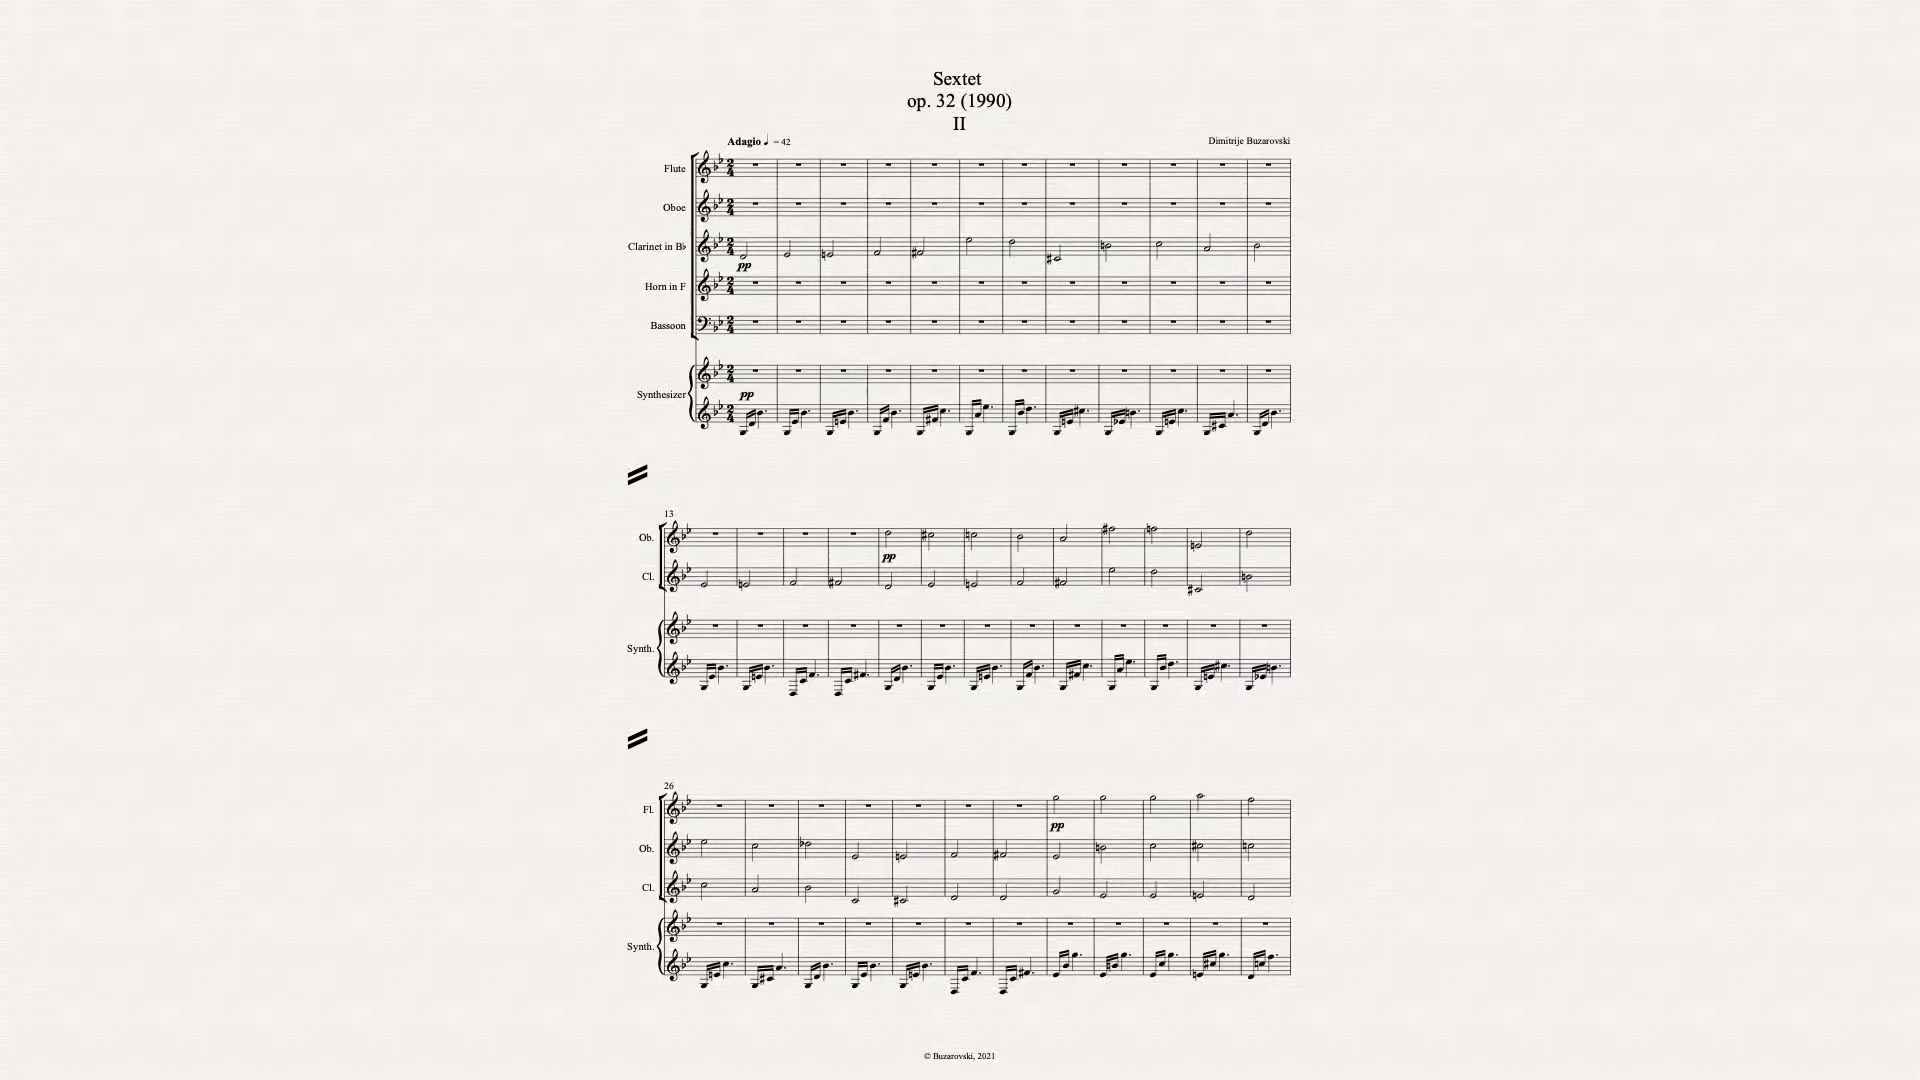 Sextet
op. 32 (1990)
II
Adagio ♩ = 42
Dimitrije Buzarovski
Flute
Oboe
Clarinet in B♭
pp
Horn in F
Bassoon
Synthesizer
pp
13
Ob.
pp
Cl.
Synth.
26
Fl.
pp
Ob.
Cl.
Synth.
© Buzarovski, 2021